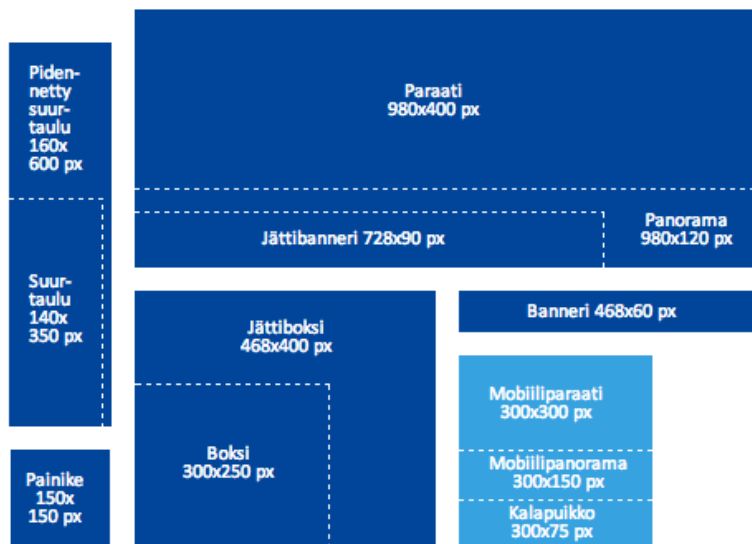 Piden-
netty
suur-
taulu
160x
600 px
Suur-
taulu
140x
350 px
Painike
150x
150 px
Paraati
980x400 px
Jättibanneri 728x90 px
Panorama
980x120 px
Jättiboksi
468x400 px
Boksi
300x250 px
Banneri 468x60 px
Mobiiliparaati
300x300 px
Mobiilipanorama
300x150 px
Kalapuikko
300x75 px